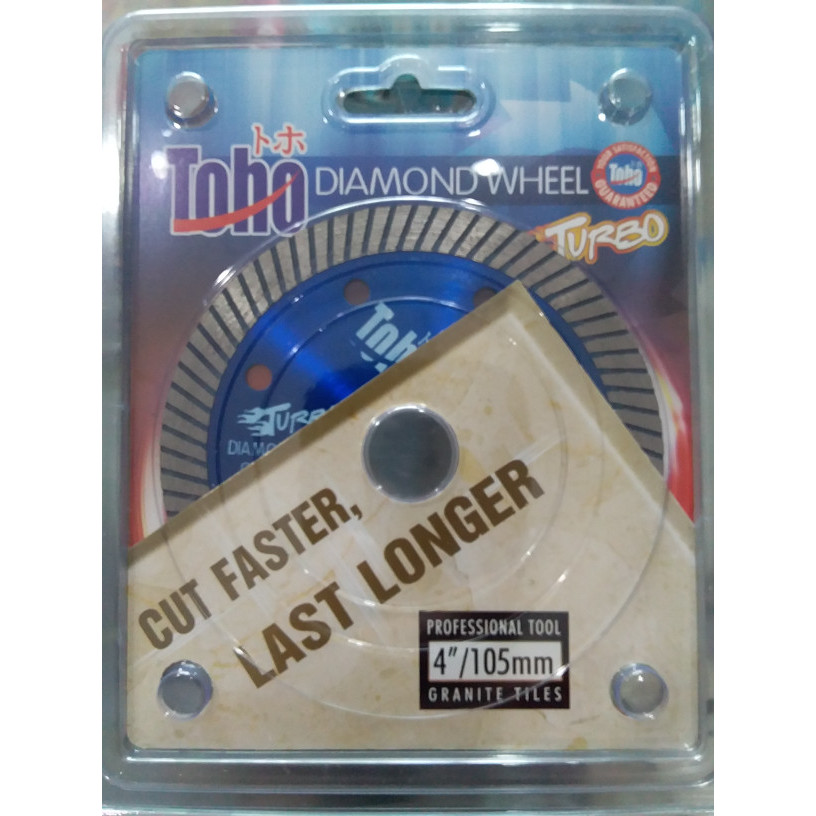 トホ
Toho
DIAMOND WHEEL
YOUR SATISFACTION
Toho
GUARANTEED
TURBO
Toho
TURBO
CUT FASTER,
LAST LONGER
PROFESSIONAL TOOL
4"/105mm
GRANITE TILES